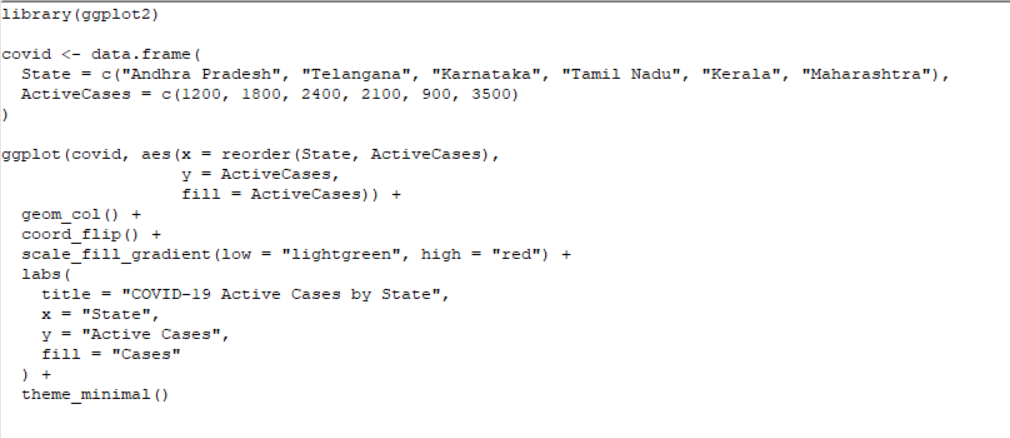 library(ggplot2)

covid <- data.frame(
  State = c("Andhra Pradesh", "Telangana", "Karnataka", "Tamil Nadu", "Kerala", "Maharashtra"),
  ActiveCases = c(1200, 1800, 2400, 2100, 900, 3500)
)

ggplot(covid, aes(x = reorder(State, ActiveCases),
                  y = ActiveCases,
                  fill = ActiveCases)) +
  geom_col() +
  coord_flip() +
  scale_fill_gradient(low = "lightgreen", high = "red") +
  labs(
    title = "COVID-19 Active Cases by State",
    x = "State",
    y = "Active Cases",
    fill = "Cases"
  ) +
  theme_minimal()